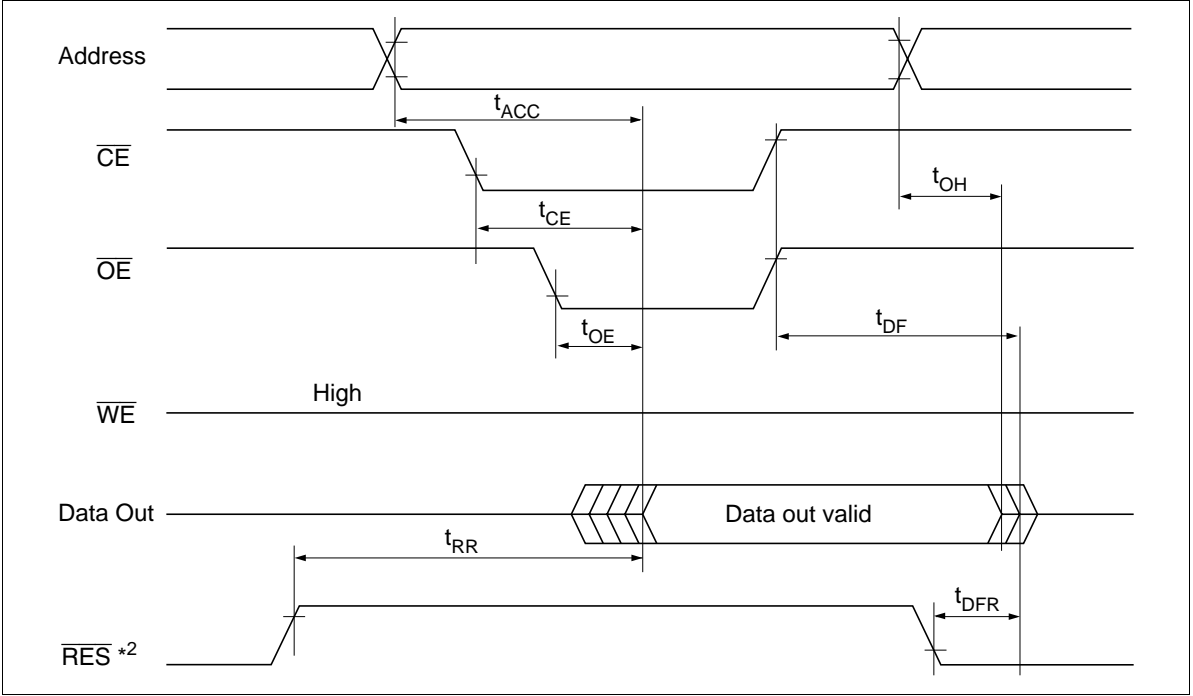 Address
tACC
CE
tOH
tCE
OE
tDF
tOE
High
WE
Data Out
Data out valid
tRR
tDFR
RES *2